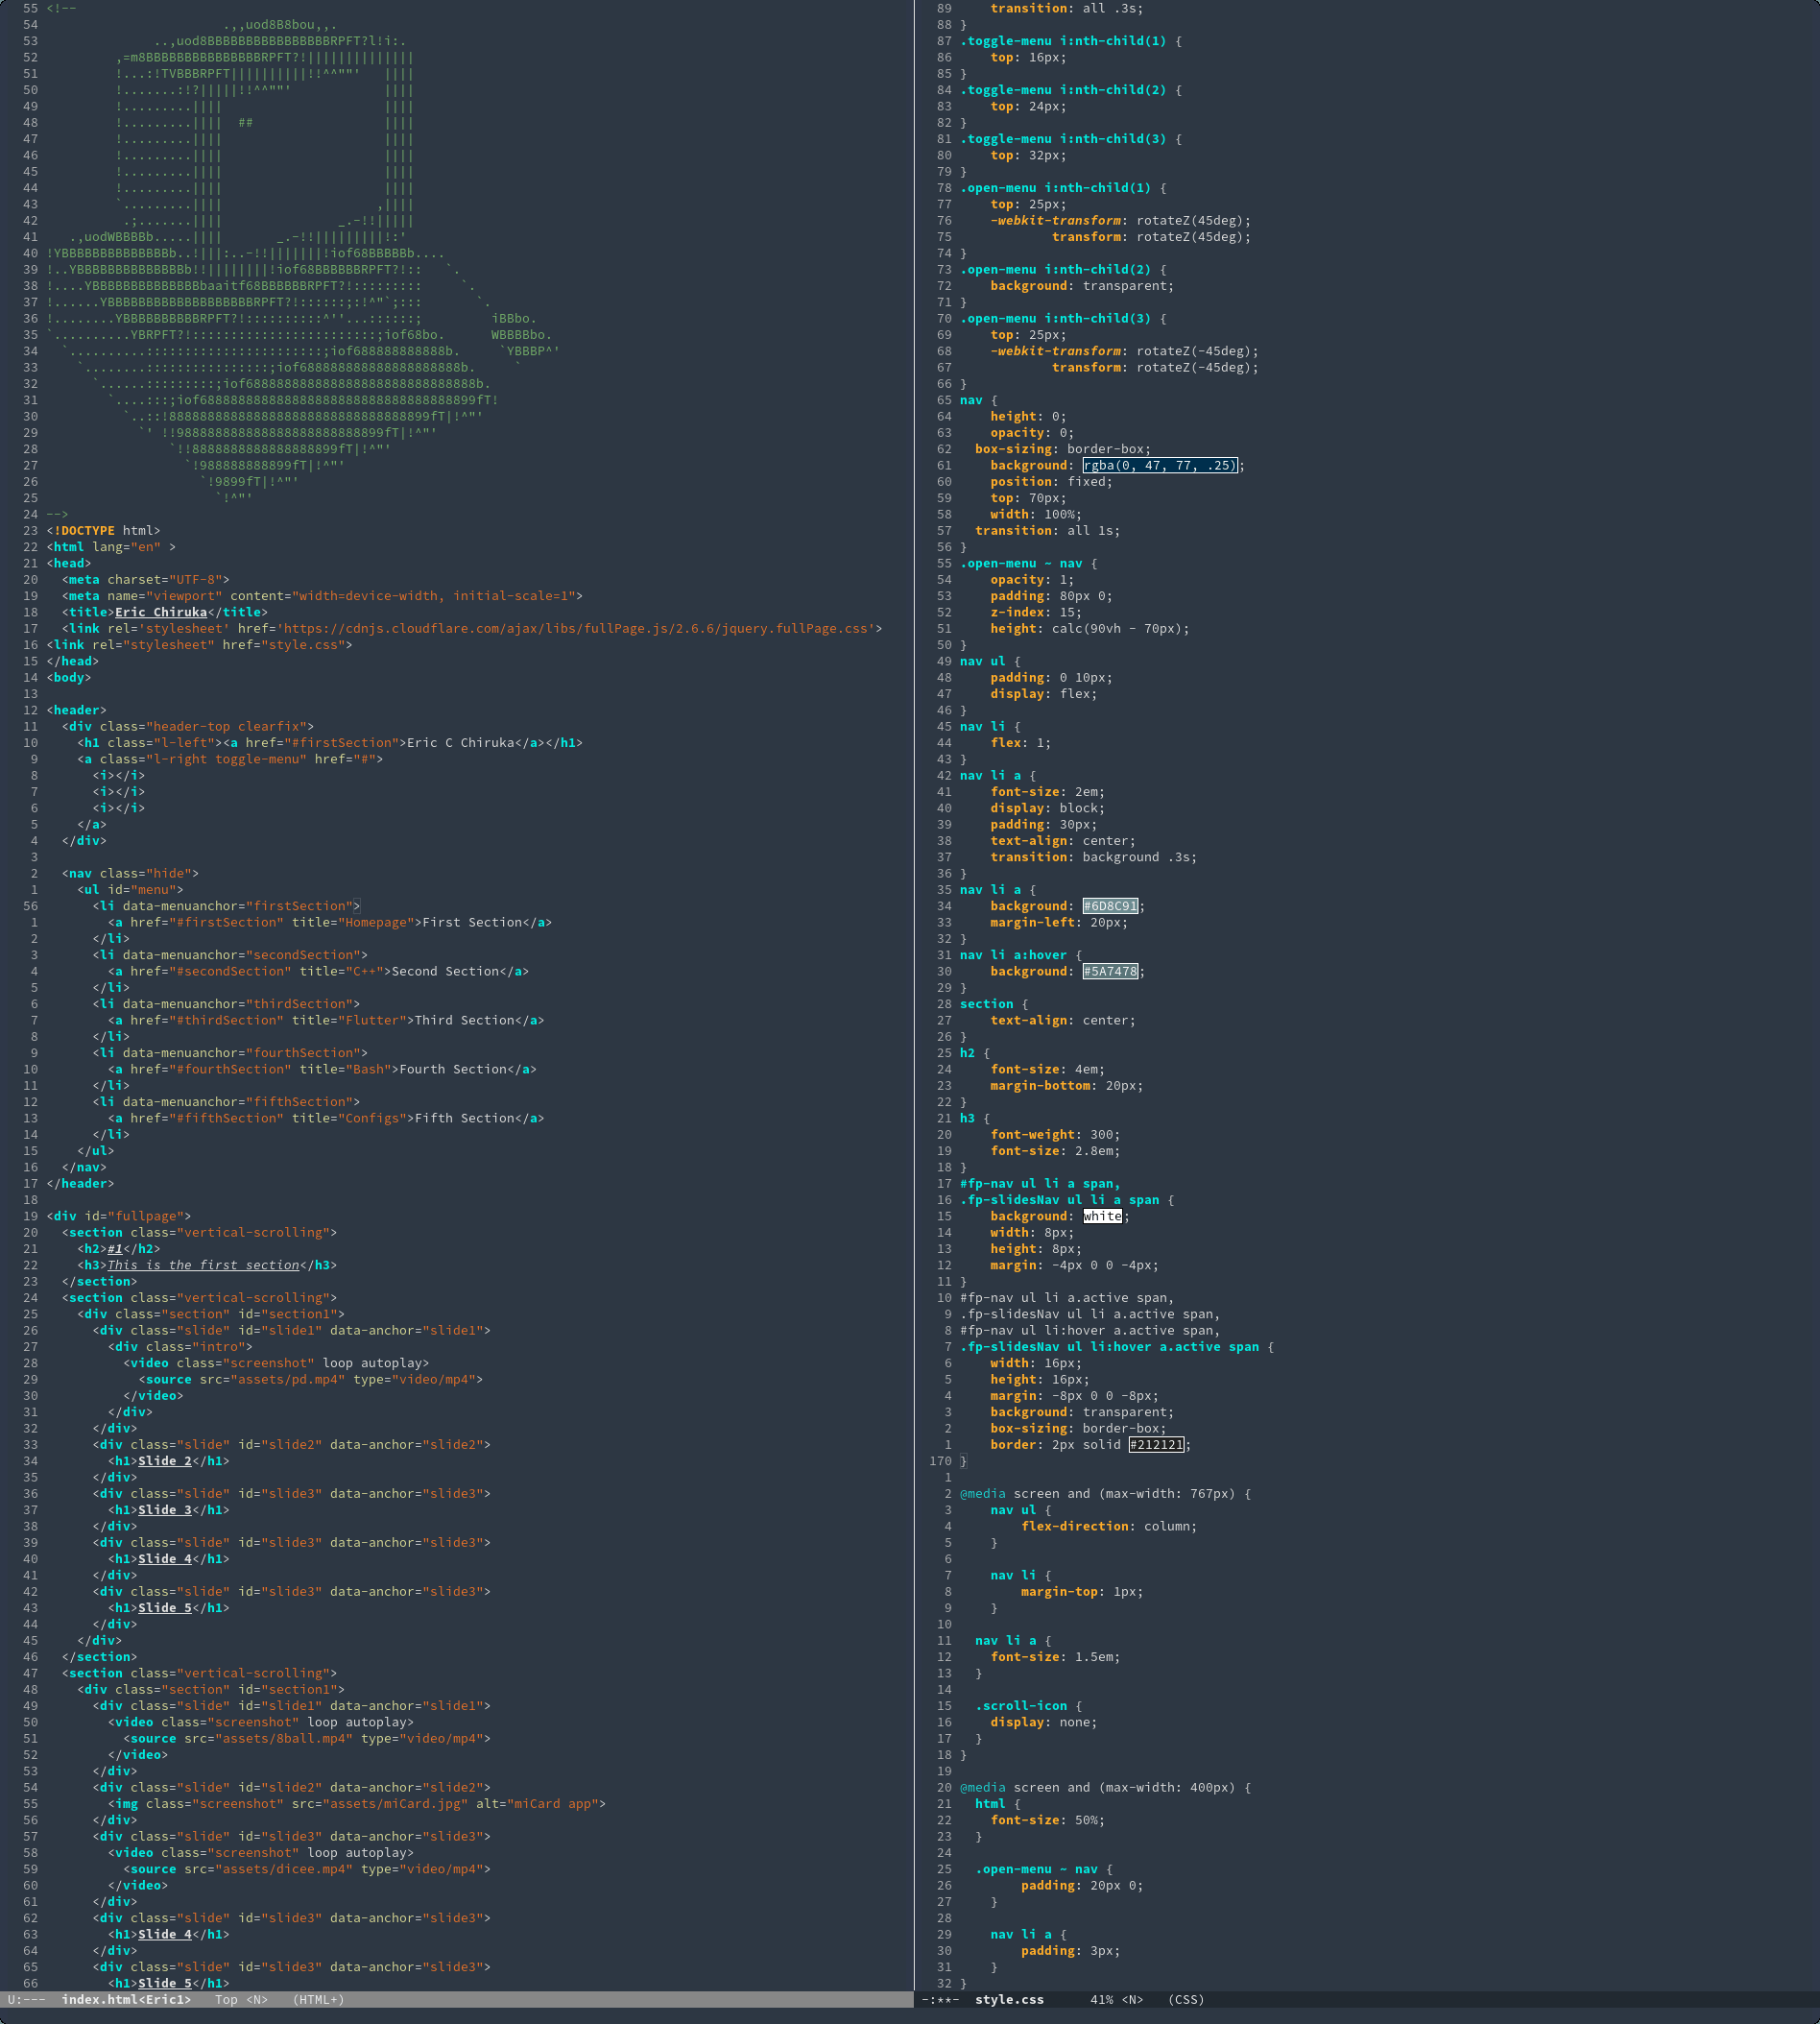 55 <!--
54                        .,,uod8B8bou,,.
53               ..,uod8BBBBBBBBBBBBBBBBRPFT?l!i:.
52          ,=m8BBBBBBBBBBBBBBBRPFT?!||||||||||||||
51          !...:!TVBBBRPFT||||||||||!!^^""'   ||||
50          !.......:!?|||||!!^^""'            ||||
49          !.........||||                     ||||
48          !.........||||  ##                 ||||
47          !.........||||                     ||||
46          !.........||||                     ||||
45          !.........||||                     ||||
44          !.........||||                     ||||
43          `.........||||                    ,||||
42           .;.......||||               _.-!!|||||
41    .,uodWBBBBb.....||||       _.-!!|||||||||!:'
40 !YBBBBBBBBBBBBBBb..!|||:..-!!|||||||!iof68BBBBBb....
39 !..YBBBBBBBBBBBBBBb!!||||||||!iof68BBBBBBRPFT?!::   `.
38 !....YBBBBBBBBBBBBBBbaaitf68BBBBBBRPFT?!:::::::::     `.
37 !......YBBBBBBBBBBBBBBBBBBBRPFT?!::::::;:!^"`;:::       `.
36 !........YBBBBBBBBBBRPFT?!::::::::::^''...::::::;         iBBbo.
35 `..........YBRPFT?!::::::::::::::::::::::::;iof68bo.      WBBBBbo.
34   `..........:::::::::::::::::::::::;iof688888888888b.     `YBBBP^'
33     `........::::::::::::::::;iof688888888888888888888b.     `
32       `......:::::::::;iof688888888888888888888888888888b.
31         `....:::;iof688888888888888888888888888888888899fT!
30           `..::!8888888888888888888888888888888899fT|!^"'
29             `' !!988888888888888888888888899fT|!^"'
28                 `!!8888888888888888899fT|!^"'
27                   `!988888888899fT|!^"'
26                     `!9899fT|!^"'
25                       `!^"'
24 -->
23 <!DOCTYPE html>
22 <html lang="en" >
21 <head>
20   <meta charset="UTF-8">
19   <meta name="viewport" content="width=device-width, initial-scale=1">
18   <title>Eric Chiruka</title>
17   <link rel='stylesheet' href='https://cdnjs.cloudflare.com/ajax/libs/fullPage.js/2.6.6/jquery.fullPage.css'>
16 <link rel="stylesheet" href="style.css">
15 </head>
14 <body>
13
12 <header>
11   <div class="header-top clearfix">
10     <h1 class="l-left"><a href="#firstSection">Eric C Chiruka</a></h1>
9     <a class="l-right toggle-menu" href="#">
8       <i></i>
7       <i></i>
6       <i></i>
5     </a>
4   </div>
3
2   <nav class="hide">
1     <ul id="menu">
56       <li data-menuanchor="firstSection">
1         <a href="#firstSection" title="Homepage">First Section</a>
2       </li>
3       <li data-menuanchor="secondSection">
4         <a href="#secondSection" title="C++">Second Section</a>
5       </li>
6       <li data-menuanchor="thirdSection">
7         <a href="#thirdSection" title="Flutter">Third Section</a>
8       </li>
9       <li data-menuanchor="fourthSection">
10         <a href="#fourthSection" title="Bash">Fourth Section</a>
11       </li>
12       <li data-menuanchor="fifthSection">
13         <a href="#fifthSection" title="Configs">Fifth Section</a>
14       </li>
15     </ul>
16   </nav>
17 </header>
18
19 <div id="fullpage">
20   <section class="vertical-scrolling">
21     <h2>#1</h2>
22     <h3>This is the first section</h3>
23   </section>
24   <section class="vertical-scrolling">
25     <div class="section" id="section1">
26       <div class="slide" id="slide1" data-anchor="slide1">
27         <div class="intro">
28           <video class="screenshot" loop autoplay>
29             <source src="assets/pd.mp4" type="video/mp4">
30           </video>
31         </div>
32       </div>
33       <div class="slide" id="slide2" data-anchor="slide2">
34         <h1>Slide 2</h1>
35       </div>
36       <div class="slide" id="slide3" data-anchor="slide3">
37         <h1>Slide 3</h1>
38       </div>
39       <div class="slide" id="slide3" data-anchor="slide3">
40         <h1>Slide 4</h1>
41       </div>
42       <div class="slide" id="slide3" data-anchor="slide3">
43         <h1>Slide 5</h1>
44       </div>
45     </div>
46   </section>
47   <section class="vertical-scrolling">
48     <div class="section" id="section1">
49       <div class="slide" id="slide1" data-anchor="slide1">
50         <video class="screenshot" loop autoplay>
51           <source src="assets/8ball.mp4" type="video/mp4">
52         </video>
53       </div>
54       <div class="slide" id="slide2" data-anchor="slide2">
55         <img class="screenshot" src="assets/miCard.jpg" alt="miCard app">
56       </div>
57       <div class="slide" id="slide3" data-anchor="slide3">
58         <video class="screenshot" loop autoplay>
59           <source src="assets/dicee.mp4" type="video/mp4">
60         </video>
61       </div>
62       <div class="slide" id="slide3" data-anchor="slide3">
63         <h1>Slide 4</h1>
64       </div>
65       <div class="slide" id="slide3" data-anchor="slide3">
66         <h1>Slide 5</h1>
U:---  index.html<Eric1>   Top <N>   (HTML+)
89     transition: all .3s;
88 }
87 .toggle-menu i:nth-child(1) {
86     top: 16px;
85 }
84 .toggle-menu i:nth-child(2) {
83     top: 24px;
82 }
81 .toggle-menu i:nth-child(3) {
80     top: 32px;
79 }
78 .open-menu i:nth-child(1) {
77     top: 25px;
76     -webkit-transform: rotateZ(45deg);
75             transform: rotateZ(45deg);
74 }
73 .open-menu i:nth-child(2) {
72     background: transparent;
71 }
70 .open-menu i:nth-child(3) {
69     top: 25px;
68     -webkit-transform: rotateZ(-45deg);
67             transform: rotateZ(-45deg);
66 }
65 nav {
64     height: 0;
63     opacity: 0;
62   box-sizing: border-box;
61     background: rgba(0, 47, 77, .25);
60     position: fixed;
59     top: 70px;
58     width: 100%;
57   transition: all 1s;
56 }
55 .open-menu ~ nav {
54     opacity: 1;
53     padding: 80px 0;
52     z-index: 15;
51     height: calc(90vh - 70px);
50 }
49 nav ul {
48     padding: 0 10px;
47     display: flex;
46 }
45 nav li {
44     flex: 1;
43 }
42 nav li a {
41     font-size: 2em;
40     display: block;
39     padding: 30px;
38     text-align: center;
37     transition: background .3s;
36 }
35 nav li a {
34     background: #6D8C91;
33     margin-left: 20px;
32 }
31 nav li a:hover {
30     background: #5A7478;
29 }
28 section {
27     text-align: center;
26 }
25 h2 {
24     font-size: 4em;
23     margin-bottom: 20px;
22 }
21 h3 {
20     font-weight: 300;
19     font-size: 2.8em;
18 }
17 #fp-nav ul li a span,
16 .fp-slidesNav ul li a span {
15     background: white;
14     width: 8px;
13     height: 8px;
12     margin: -4px 0 0 -4px;
11 }
10 #fp-nav ul li a.active span,
9 .fp-slidesNav ul li a.active span,
8 #fp-nav ul li:hover a.active span,
7 .fp-slidesNav ul li:hover a.active span {
6     width: 16px;
5     height: 16px;
4     margin: -8px 0 0 -8px;
3     background: transparent;
2     box-sizing: border-box;
1     border: 2px solid #212121;
170 }
1
2 @media screen and (max-width: 767px) {
3     nav ul {
4         flex-direction: column;
5     }
6
7     nav li {
8         margin-top: 1px;
9     }
10
11   nav li a {
12     font-size: 1.5em;
13   }
14
15   .scroll-icon {
16     display: none;
17   }
18 }
19
20 @media screen and (max-width: 400px) {
21   html {
22     font-size: 50%;
23   }
24
25   .open-menu ~ nav {
26         padding: 20px 0;
27     }
28
29     nav li a {
30         padding: 3px;
31     }
32 }
-:**-  style.css      41% <N>   (CSS)